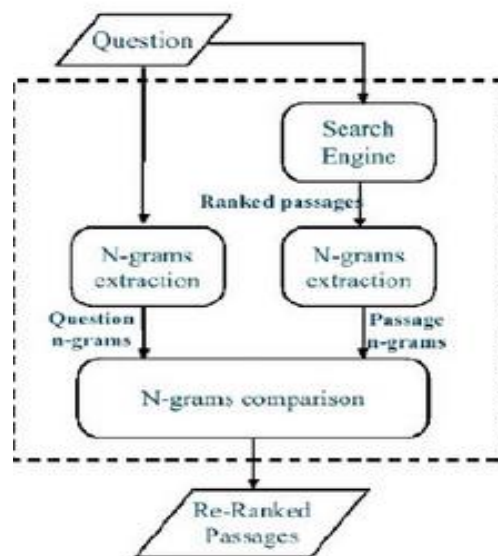 Question
Search
Engine
Ranked passages
N-grams
extraction
N-grams
extraction
Question
n-grams
Passage
n-grams
N-grams comparison
Re-Ranked
Passages